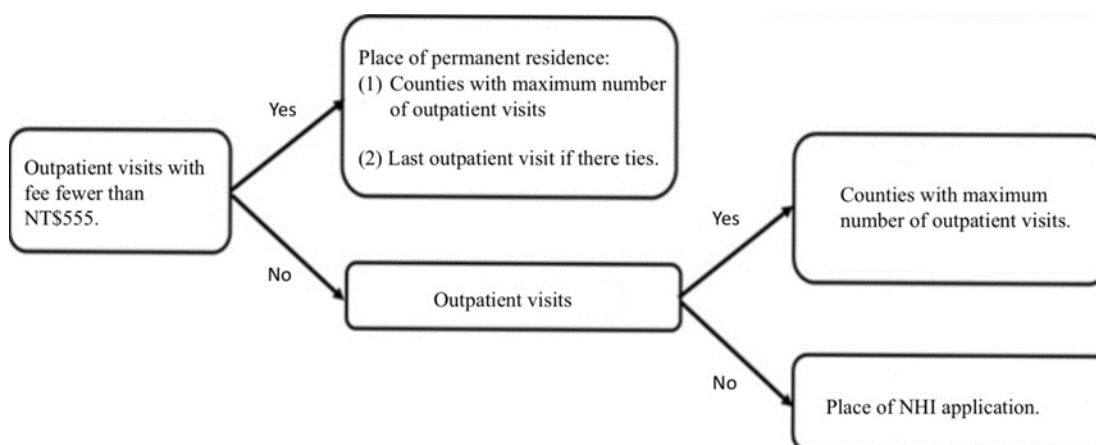 Place of permanent residence:
(1) Counties with maximum number
of outpatient visits
(2) Last outpatient visit if there ties.
Yes
Outpatient visits with
fee fewer than
NT$555.
No
Outpatient visits
Yes
Counties with maximum
number of outpatient visits.
No
Place of NHI application.